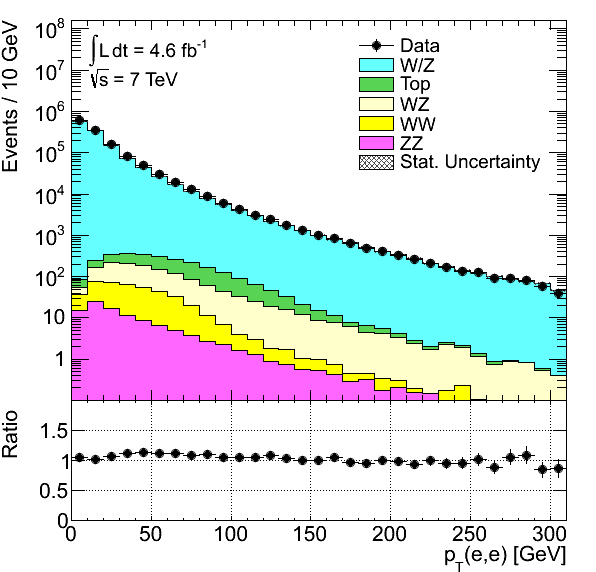 10⁸
10⁷
10⁶
10⁵
10⁴
10³
10²
10
1
Events / 10 GeV
∫L dt = 4.6 fb⁻¹
√s = 7 TeV
Data
W/Z
Top
WZ
WW
ZZ
Stat. Uncertainty
Ratio
1.5
1
0.5
0
0 50 100 150 200 250 300
p_T(e,e) [GeV]